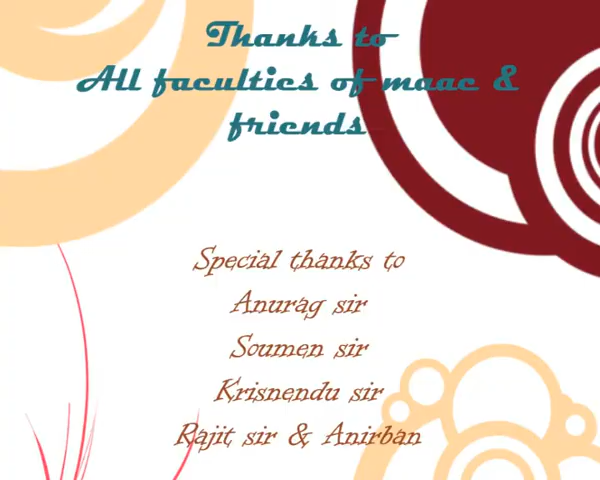 Thanks to
All faculties of maac &
friends
Special thanks to
Anurag sir
Soumen sir
Krisnendu sir
Rajit sir & Anirban